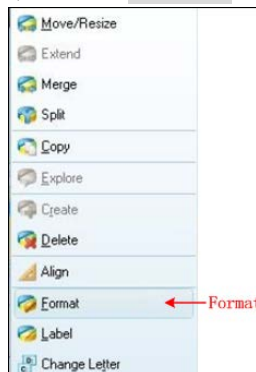 Move/Resize
Extend
Merge
Split
Copy
Explore
Create
Delete
Align
Format
Format
Label
Change Letter